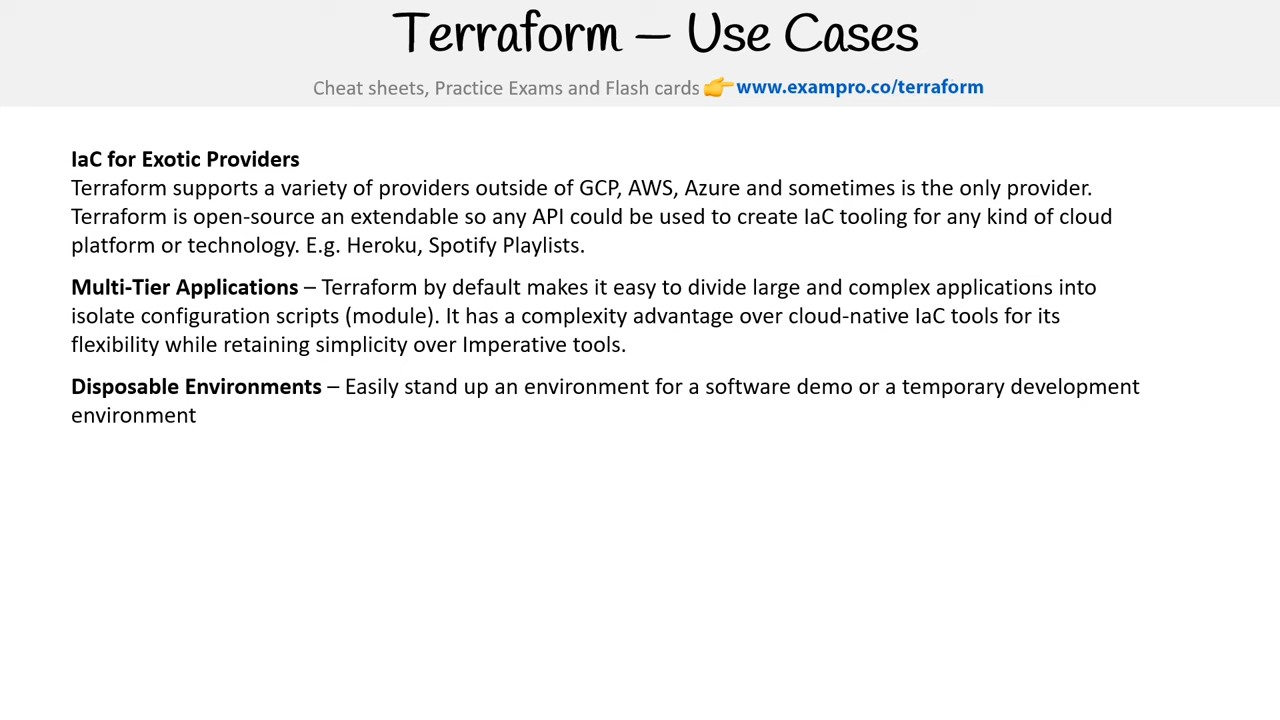 Terraform – Use Cases
Cheat sheets, Practice Exams and Flash cards 👉 www.exampro.co/terraform
IaC for Exotic Providers
Terraform supports a variety of providers outside of GCP, AWS, Azure and sometimes is the only provider.
Terraform is open-source an extendable so any API could be used to create IaC tooling for any kind of cloud
platform or technology. E.g. Heroku, Spotify Playlists.
Multi-Tier Applications – Terraform by default makes it easy to divide large and complex applications into
isolate configuration scripts (module). It has a complexity advantage over cloud-native IaC tools for its
flexibility while retaining simplicity over Imperative tools.
Disposable Environments – Easily stand up an environment for a software demo or a temporary development
environment